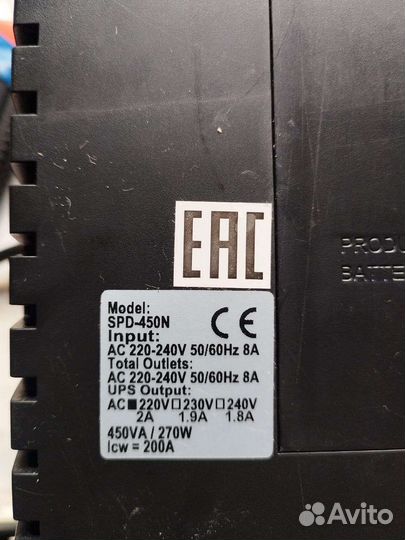 EAC
PRODU
BATTE
Model:
SPD-450N
CE
Input:
AC 220-240V 50/60Hz 8A
Total Outlets:
AC 220-240V 50/60Hz 8A
UPS Output:
AC■220V□230V□240V
2A 1.9A 1.8A
450VA / 270W
Icw = 200A
Avito